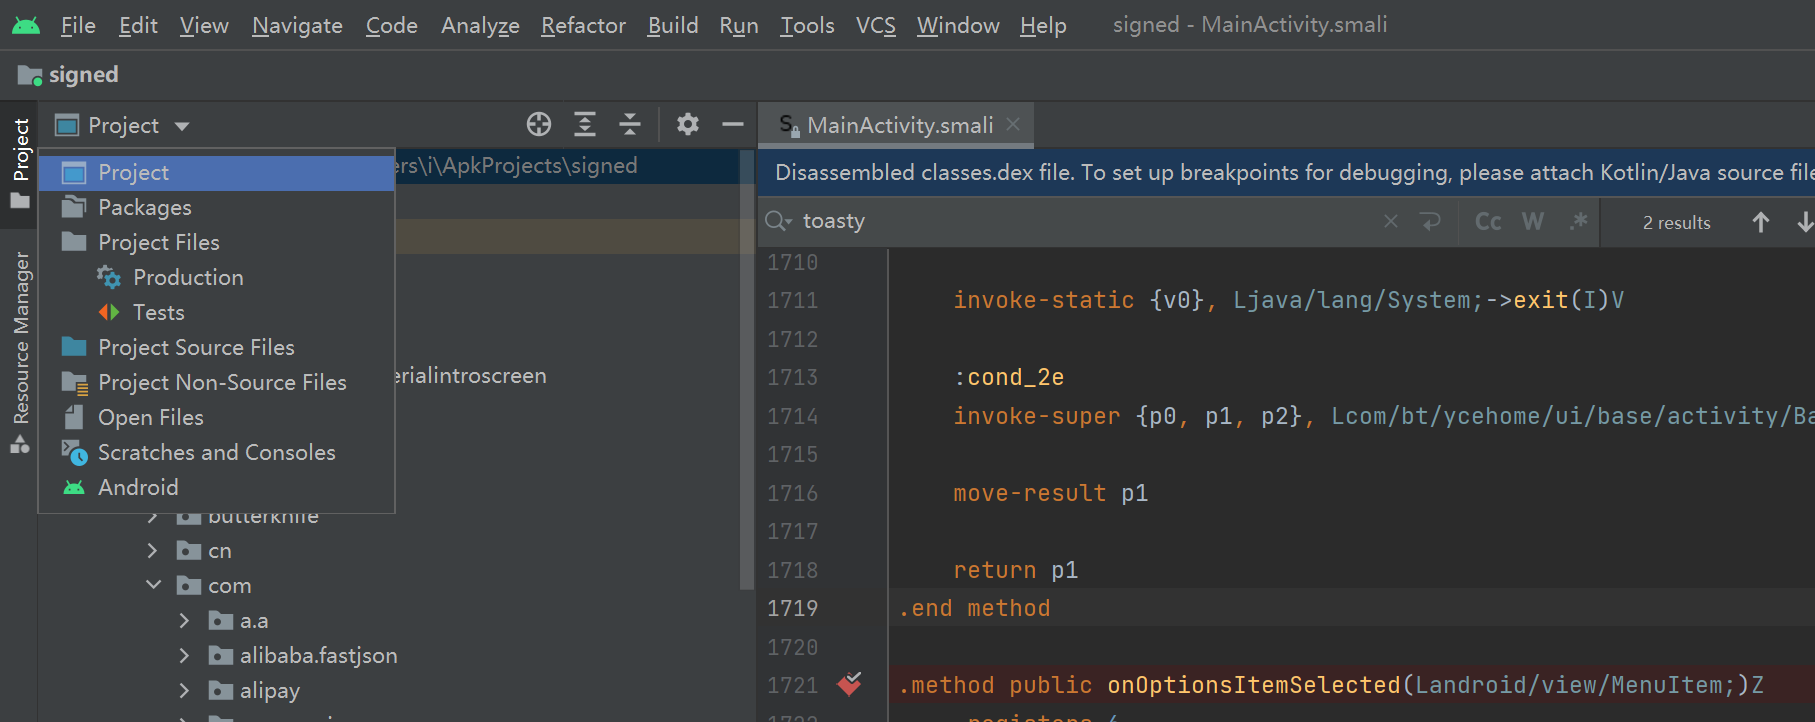 File Edit View Navigate Code Analyze Refactor Build Run Tools VCS Window Help signed - MainActivity.smali
signed
Project
Resource Manager
Project
Project
Packages
Project Files
Production
Tests
Project Source Files
Project Non-Source Files
Open Files
Scratches and Consoles
Android
ers\i\ApkProjects\signed
erialintroscreen
butterknife
cn
com
a.a
alibaba.fastjson
alipay
MainActivity.smali
Disassembled classes.dex file. To set up breakpoints for debugging, please attach Kotlin/Java source file
toasty Cc W .* 2 results
1710
1711 invoke-static {v0}, Ljava/lang/System;->exit(I)V
1712
1713 :cond_2e
1714 invoke-super {p0, p1, p2}, Lcom/bt/ycehome/ui/base/activity/Ba
1715
1716 move-result p1
1717
1718 return p1
1719 .end method
1720
1721 .method public onOptionsItemSelected(Landroid/view/MenuItem;)Z